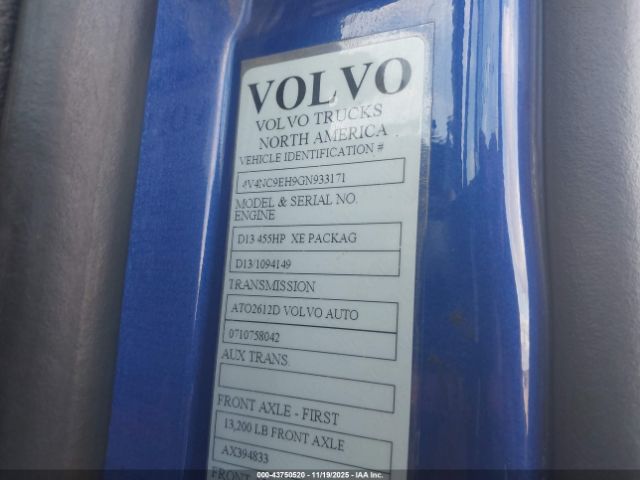 VOLVO
VOLVO TRUCKS
NORTH AMERICA
VEHICLE IDENTIFICATION #
4V4NC9EH9GN933171
MODEL & SERIAL NO.
ENGINE
D13 455HP XE PACKAG
D13/1094149
TRANSMISSION
ATO2612D VOLVO AUTO
0710758042
AUX TRANS.
FRONT AXLE - FIRST
13,200 LB FRONT AXLE
AX394833
FRONT
000-43750520 - 11/19/2025 - IAA Inc.